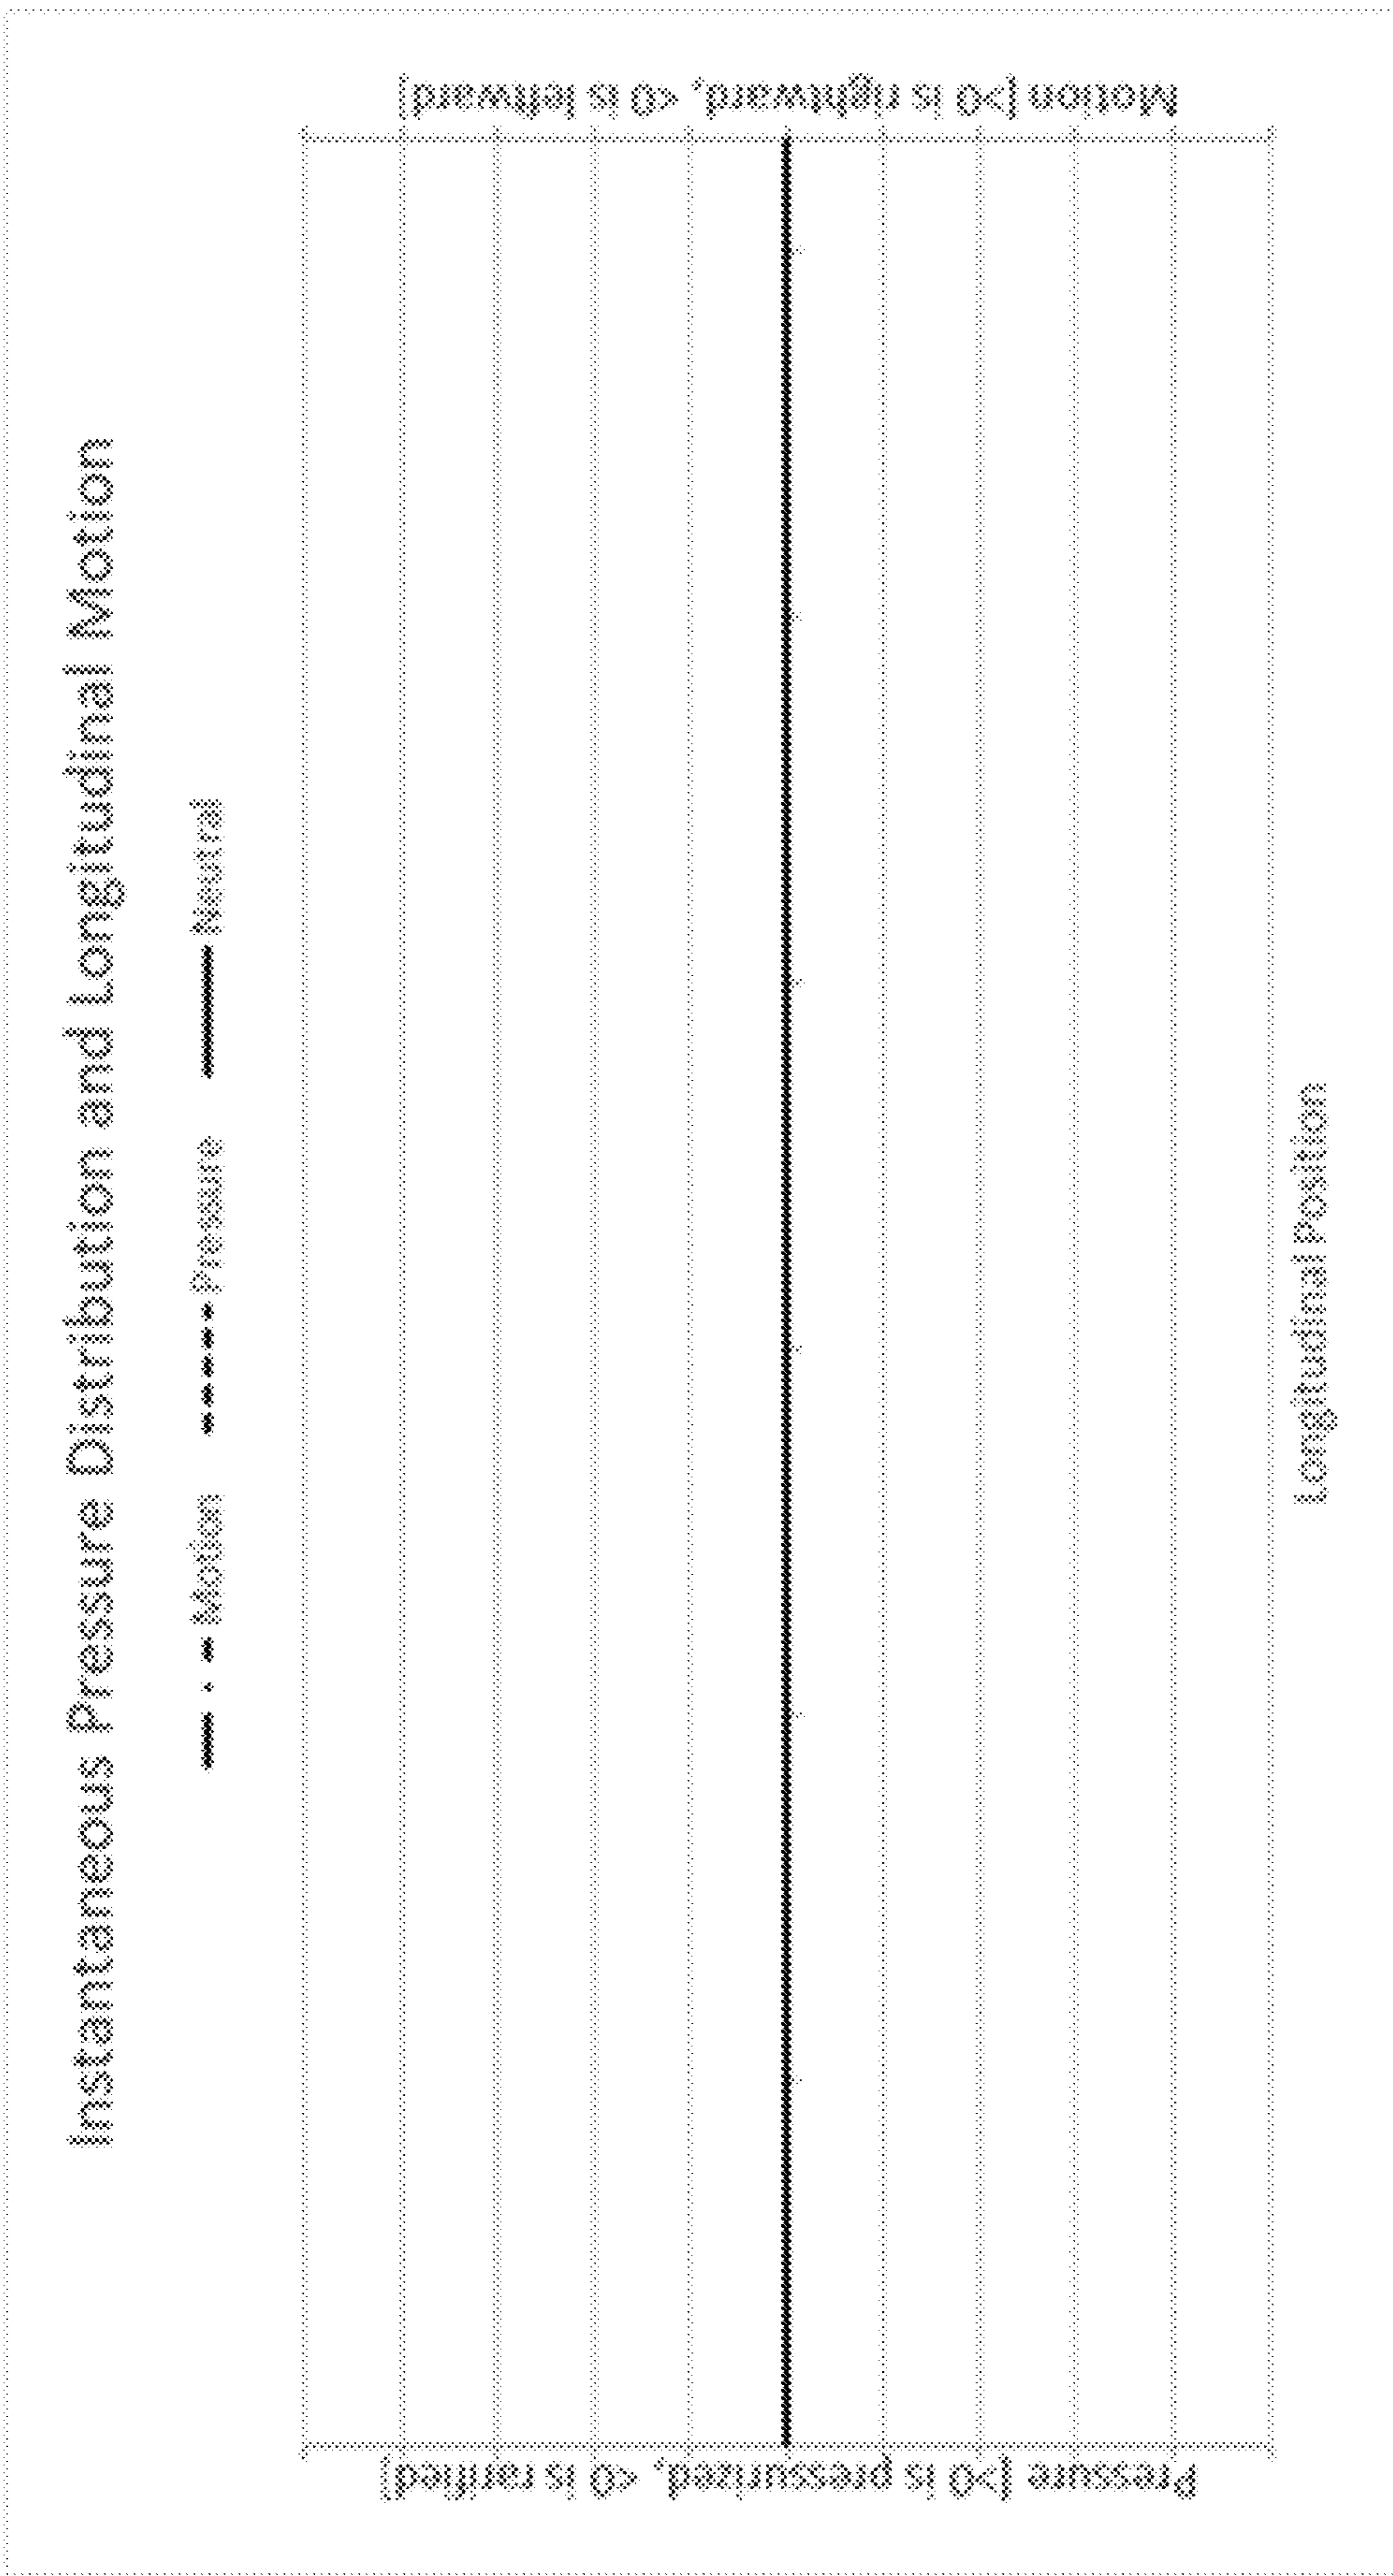 Instantaneous Pressure Distribution and Longitudinal Motion
Motion
Pressure
Neutral
Pressure [>0 is pressurized, <0 is rarified]
Motion [>0 is rightward, <0 is leftward]
Longitudinal Position